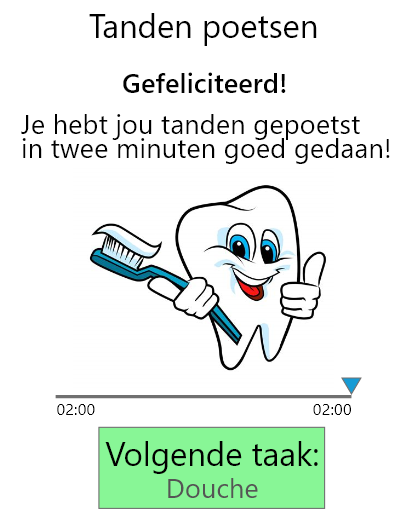 Tanden poetsen
Gefeliciteerd!
Je hebt jou tanden gepoetst
in twee minuten goed gedaan!
02:00 02:00
Volgende taak:
Douche